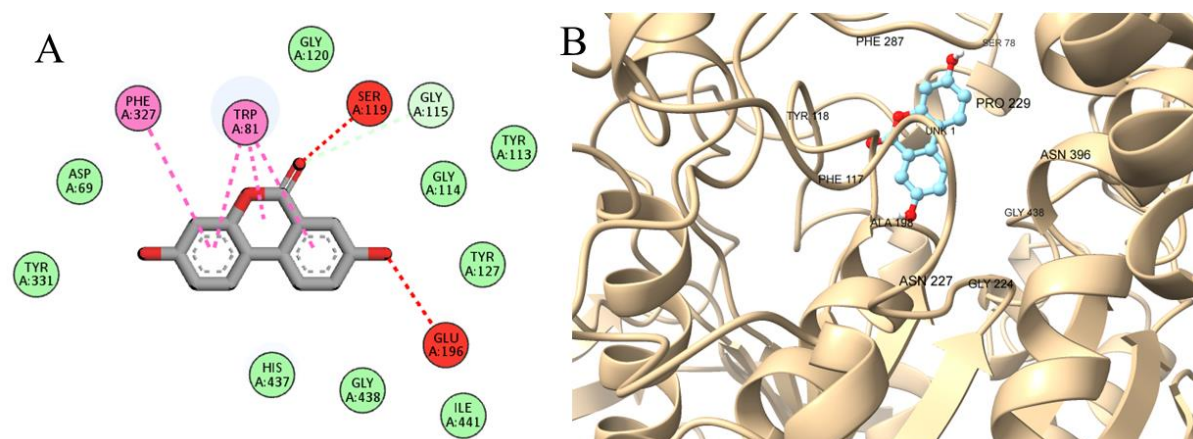 A
GLY
A:120
PHE
A:327
TRP
A:81
SER
A:119
GLY
A:115
TYR
A:113
ASP
A:69
GLY
A:114
TYR
A:331
TYR
A:127
GLU
A:196
HIS
A:437
GLY
A:438
ILE
A:441
B
PHE 287
SER 78
PRO 229
TYR 118
UNK 1
ASN 396
PHE 117
GLY 438
ALA 198
ASN 227
GLY 224